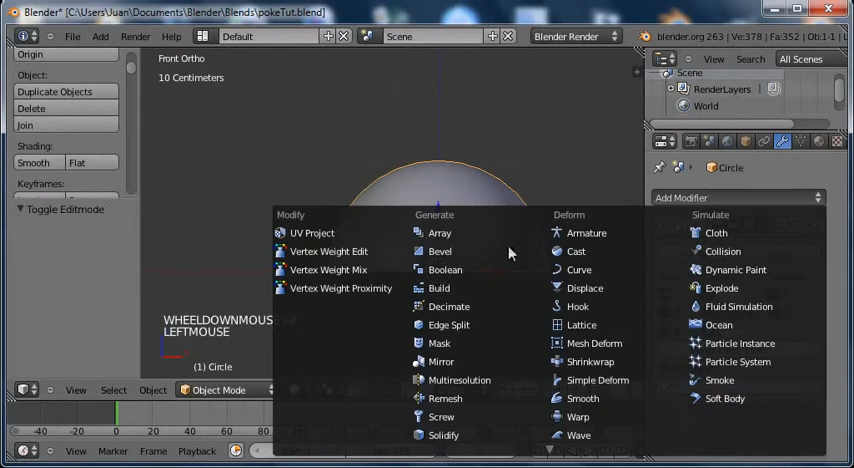 Blender* [C:\Users\Juan\Documents\Blender\Blends\pokeTut.blend]
File Add Render Help Default Scene Blender Render blender.org 263 | Ve:378 | Fa:352 | Ob:1-1 |
Origin
Object:
Duplicate Objects
Delete
Join
Shading:
Smooth Flat
Keyframes:
Toggle Editmode
Front Ortho
10 Centimeters
View Search All Scenes
Scene
RenderLayers
World
Circle
Add Modifier
Modify
UV Project
Vertex Weight Edit
Vertex Weight Mix
Vertex Weight Proximity
Generate
Array
Bevel
Boolean
Build
Decimate
Edge Split
Mask
Mirror
Multiresolution
Remesh
Screw
Solidify
Deform
Armature
Cast
Curve
Displace
Hook
Lattice
Mesh Deform
Shrinkwrap
Simple Deform
Smooth
Warp
Wave
Simulate
Cloth
Collision
Dynamic Paint
Explode
Fluid Simulation
Ocean
Particle Instance
Particle System
Smoke
Soft Body
LEFTMOUSE
(1) Circle
View Select Object Object Mode
-40 -20 0 20 40 60 80
View Marker Frame Playback